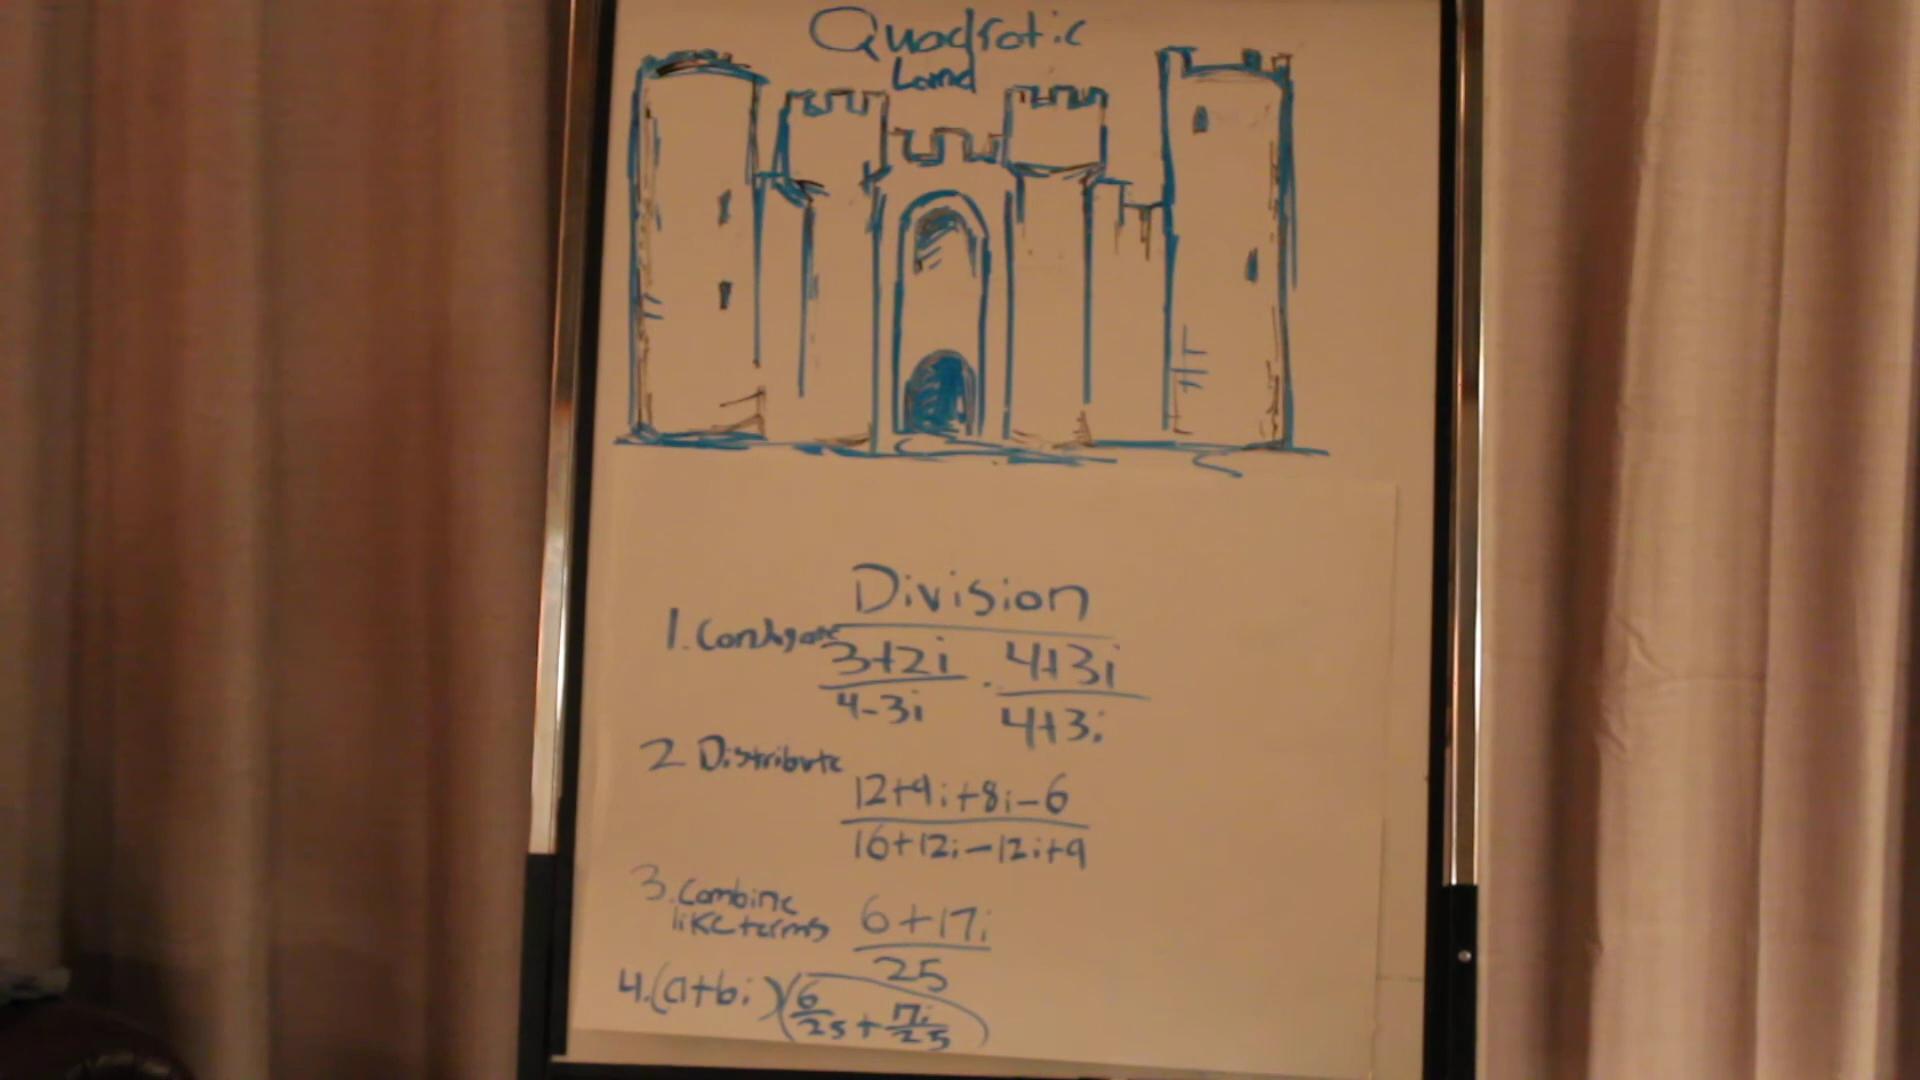 Quadratic
Land
Division
1. Conjugate
3+2i / 4-3i · 4+3i / 4+3i
2 Distribute
12+9i+8i-6
16+12i-12i+9
3. Combine
like terms
6+17i
25
4. (a+bi) (6/25 + 17i/25